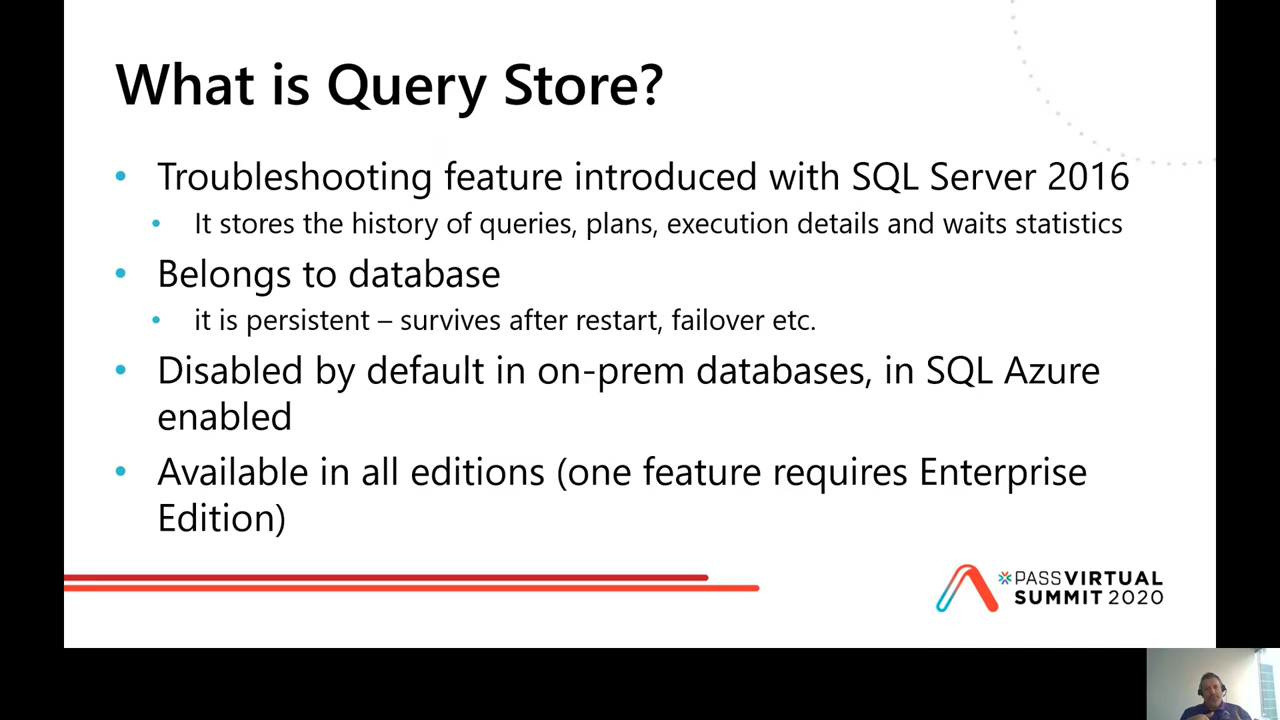 What is Query Store?
• Troubleshooting feature introduced with SQL Server 2016
• It stores the history of queries, plans, execution details and waits statistics
• Belongs to database
• it is persistent – survives after restart, failover etc.
• Disabled by default in on-prem databases, in SQL Azure
enabled
• Available in all editions (one feature requires Enterprise
Edition)
PASS VIRTUAL
SUMMIT 2020